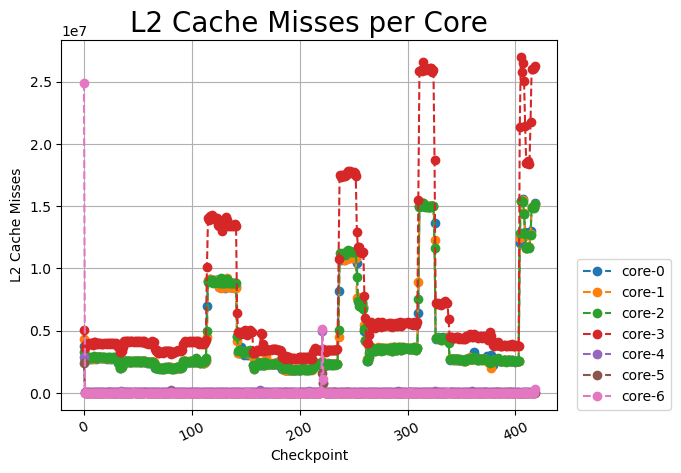 L2 Cache Misses per Core
1e7
2.5
2.0
1.5
1.0
0.5
0.0
L2 Cache Misses
0
100
200
300
400
Checkpoint
core-0
core-1
core-2
core-3
core-4
core-5
core-6